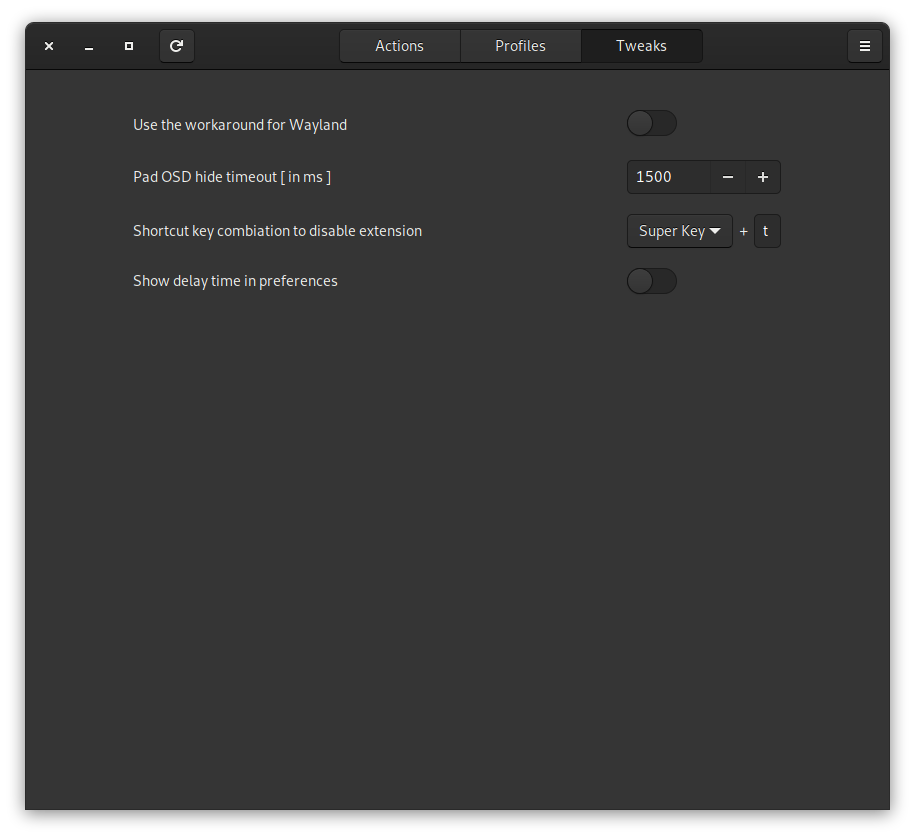 Actions Profiles Tweaks
Use the workaround for Wayland
Pad OSD hide timeout [ in ms ] 1500 − +
Shortcut key combiation to disable extension Super Key + t
Show delay time in preferences